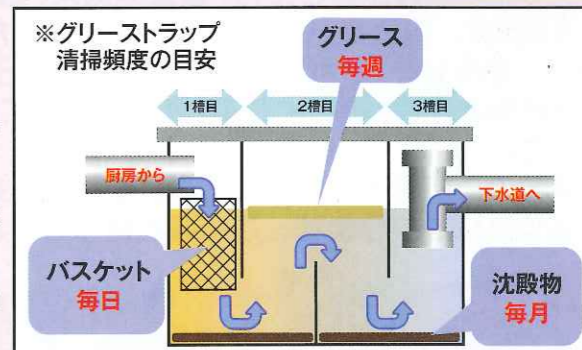 ※グリーストラップ
清掃頻度の目安
グリース
毎週
1槽目
2槽目
3槽目
厨房から
下水道へ
バスケット
毎日
沈殿物
毎月